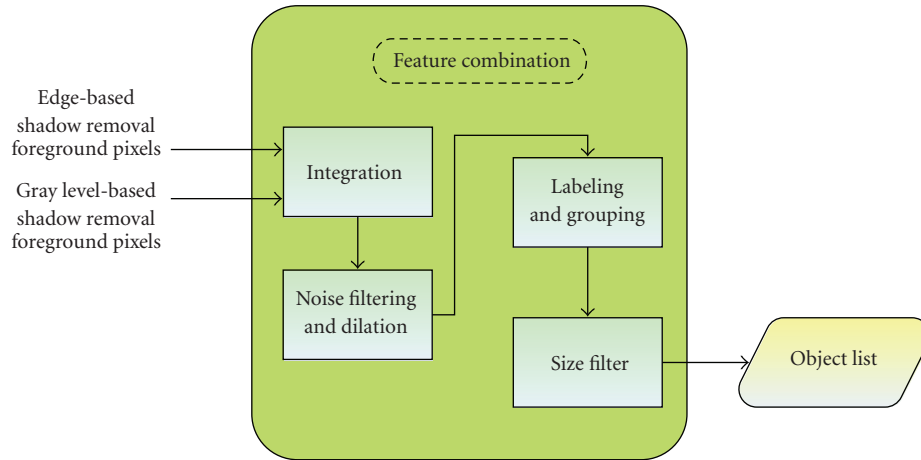 Feature combination
Edge-based
shadow removal
foreground pixels
Gray level-based
shadow removal
foreground pixels
Integration
Noise filtering
and dilation
Labeling
and grouping
Size filter
Object list